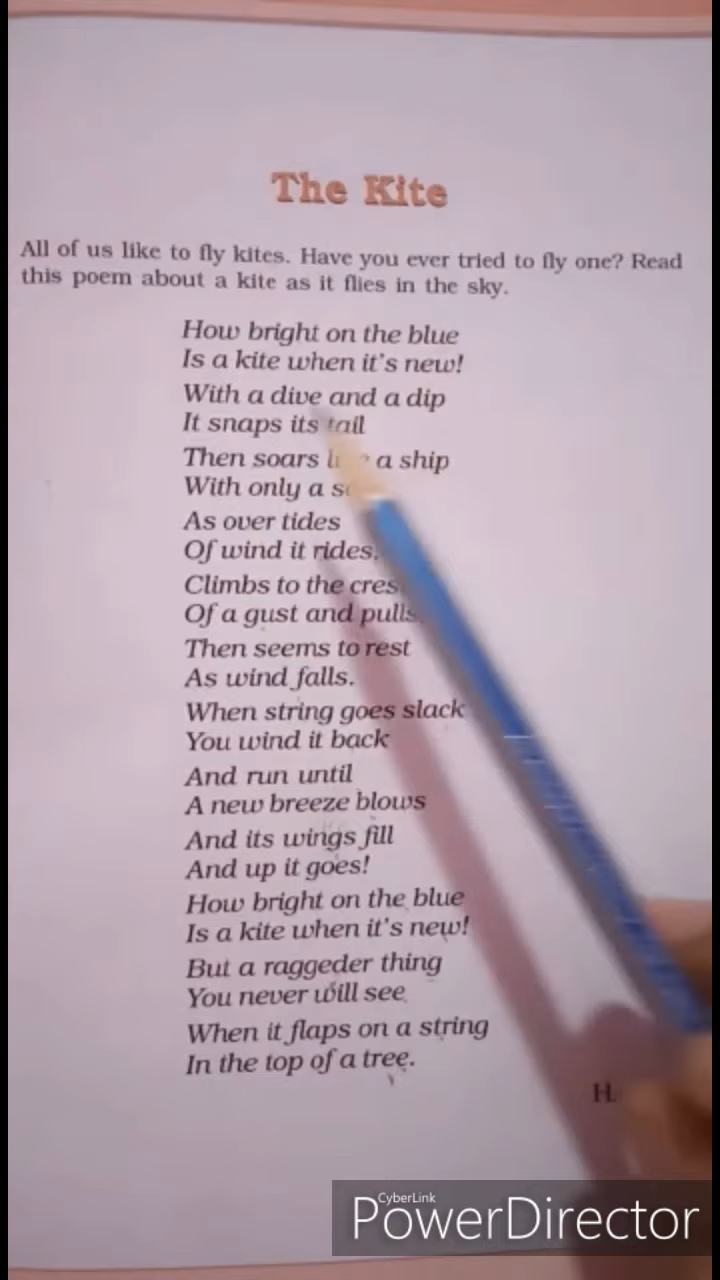 The Kite
All of us like to fly kites. Have you ever tried to fly one? Read
this poem about a kite as it flies in the sky.
How bright on the blue
Is a kite when it's new!
With a dive and a dip
It snaps its tail
Then soars a ship
With only a
As over tides
Of wind it rides,
Climbs to the
Of a gust and pulls
Then seems to rest
As wind falls.
When string goes slack
You wind it back
And run until
A new breeze blows
And its wings fill
And up it goes!
How bright on the blue
Is a kite when it's new!
But a raggeder thing
You never will see
When it flaps on a string
In the top of a tree.
H
CyberLink
PowerDirector